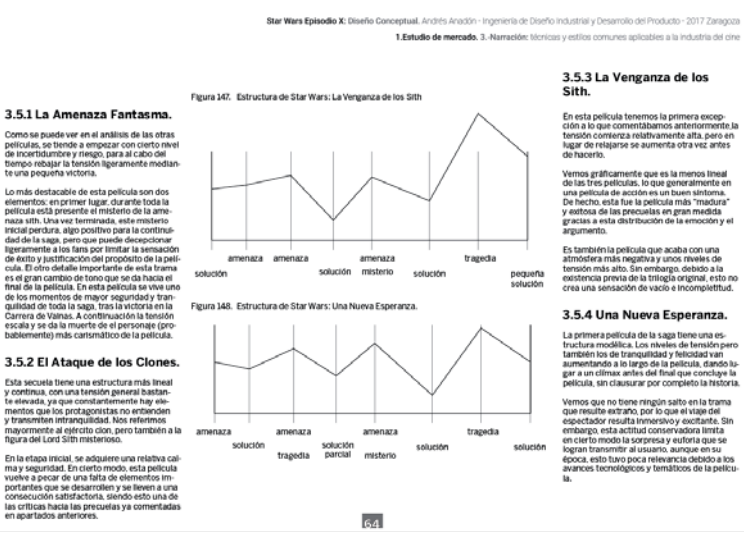 Star Wars Episodio X: Diseño Conceptual. Andrés Anadón - Ingeniería de Diseño Industrial y Desarrollo del Producto - 2017 Zaragoza
1.Estudio de mercado. 3.-Narración: técnicas y estilos comunes aplicables a la industria del cine
3.5.1 La Amenaza Fantasma.
Como se puede ver en el análisis de las otras
películas, se tiende a empezar con cierto nivel
de incertidumbre y riesgo, para al cabo del
tiempo rebajar la tensión ligeramente median-
te una pequeña victoria.
Lo más destacable de esta película son dos
elementos: en primer lugar, durante toda la
película está presente el misterio de la ame-
naza sith. Una vez terminada, este misterio
inicial perdura, algo positivo para la continui-
dad de la saga, pero que puede decepcionar
ligeramente a los fans por limitar la sensación
de éxito y justificación del propósito de la pelí-
cula. El otro detalle importante de esta trama
es el gran cambio de tono que se da hacia el
final de la película. En esta película se vive uno
de los momentos de mayor seguridad y tran-
quilidad de toda la saga, tras la victoria en la
Carrera de Vainas. A continuación la tensión
escala y se da la muerte de el personaje (pro-
bablemente) más carismático de la película.
3.5.2 El Ataque de los Clones.
Esta secuela tiene una estructura más lineal
y continua, con una tensión general bastan-
te elevada, ya que constantemente hay ele-
mentos que los protagonistas no entienden
y transmiten intranquilidad. Nos referimos
mayormente al ejército clon, pero también a la
figura del Lord Sith misterioso.
En la etapa inicial, se adquiere una relativa cal-
ma y seguridad. En cierto modo, esta película
vuelve a pecar de una falta de elementos im-
portantes que se desarrollen y se lleven a una
consecución satisfactoria, siendo esto una de
las críticas hacia las precuelas ya comentadas
en apartados anteriores.
Figura 147. Estructura de Star Wars: La Venganza de los Sith
amenaza amenaza amenaza tragedia
solución solución misterio solución pequeña
solución
Figura 148. Estructura de Star Wars: Una Nueva Esperanza.
amenaza amenaza amenaza tragedia
solución solución solución solución
tragedia parcial misterio
3.5.3 La Venganza de los
Sith.
En esta película tenemos la primera excep-
ción a lo que comentábamos anteriormente,la
tensión comienza relativamente alta, pero en
lugar de relajarse se aumenta otra vez antes
de hacerlo.
Vemos gráficamente que es la menos lineal
de las tres películas, lo que generalmente en
una película de acción es un buen síntoma.
De hecho, esta fue la película más "madura"
y exitosa de las precuelas en gran medida
gracias a esta distribución de la emoción y el
argumento.
Es también la película que acaba con una
atmósfera más negativa y unos niveles de
tensión más alto. Sin embargo, debido a la
existencia previa de la trilogía original, esto no
crea una sensación de vacío e incompletitud.
3.5.4 Una Nueva Esperanza.
La primera película de la saga tiene una es-
tructura modélica. Los niveles de tensión pero
también los de tranquilidad y felicidad van
aumentando a lo largo de la película, dando lu-
gar a un clímax antes del final que concluye la
película, sin clausurar por completo la historia.
Vemos que no tiene ningún salto en la trama
que resulte extraño, por lo que el viaje del
espectador resulta inmersivo y excitante. Sin
embargo, esta actitud conservadora limita
en cierto modo la sorpresa y euforia que se
logran transmitir al usuario, aunque en su
época, esto tuvo poca relevancia debido a los
avances tecnológicos y temáticos de la pelícu-
la.
64